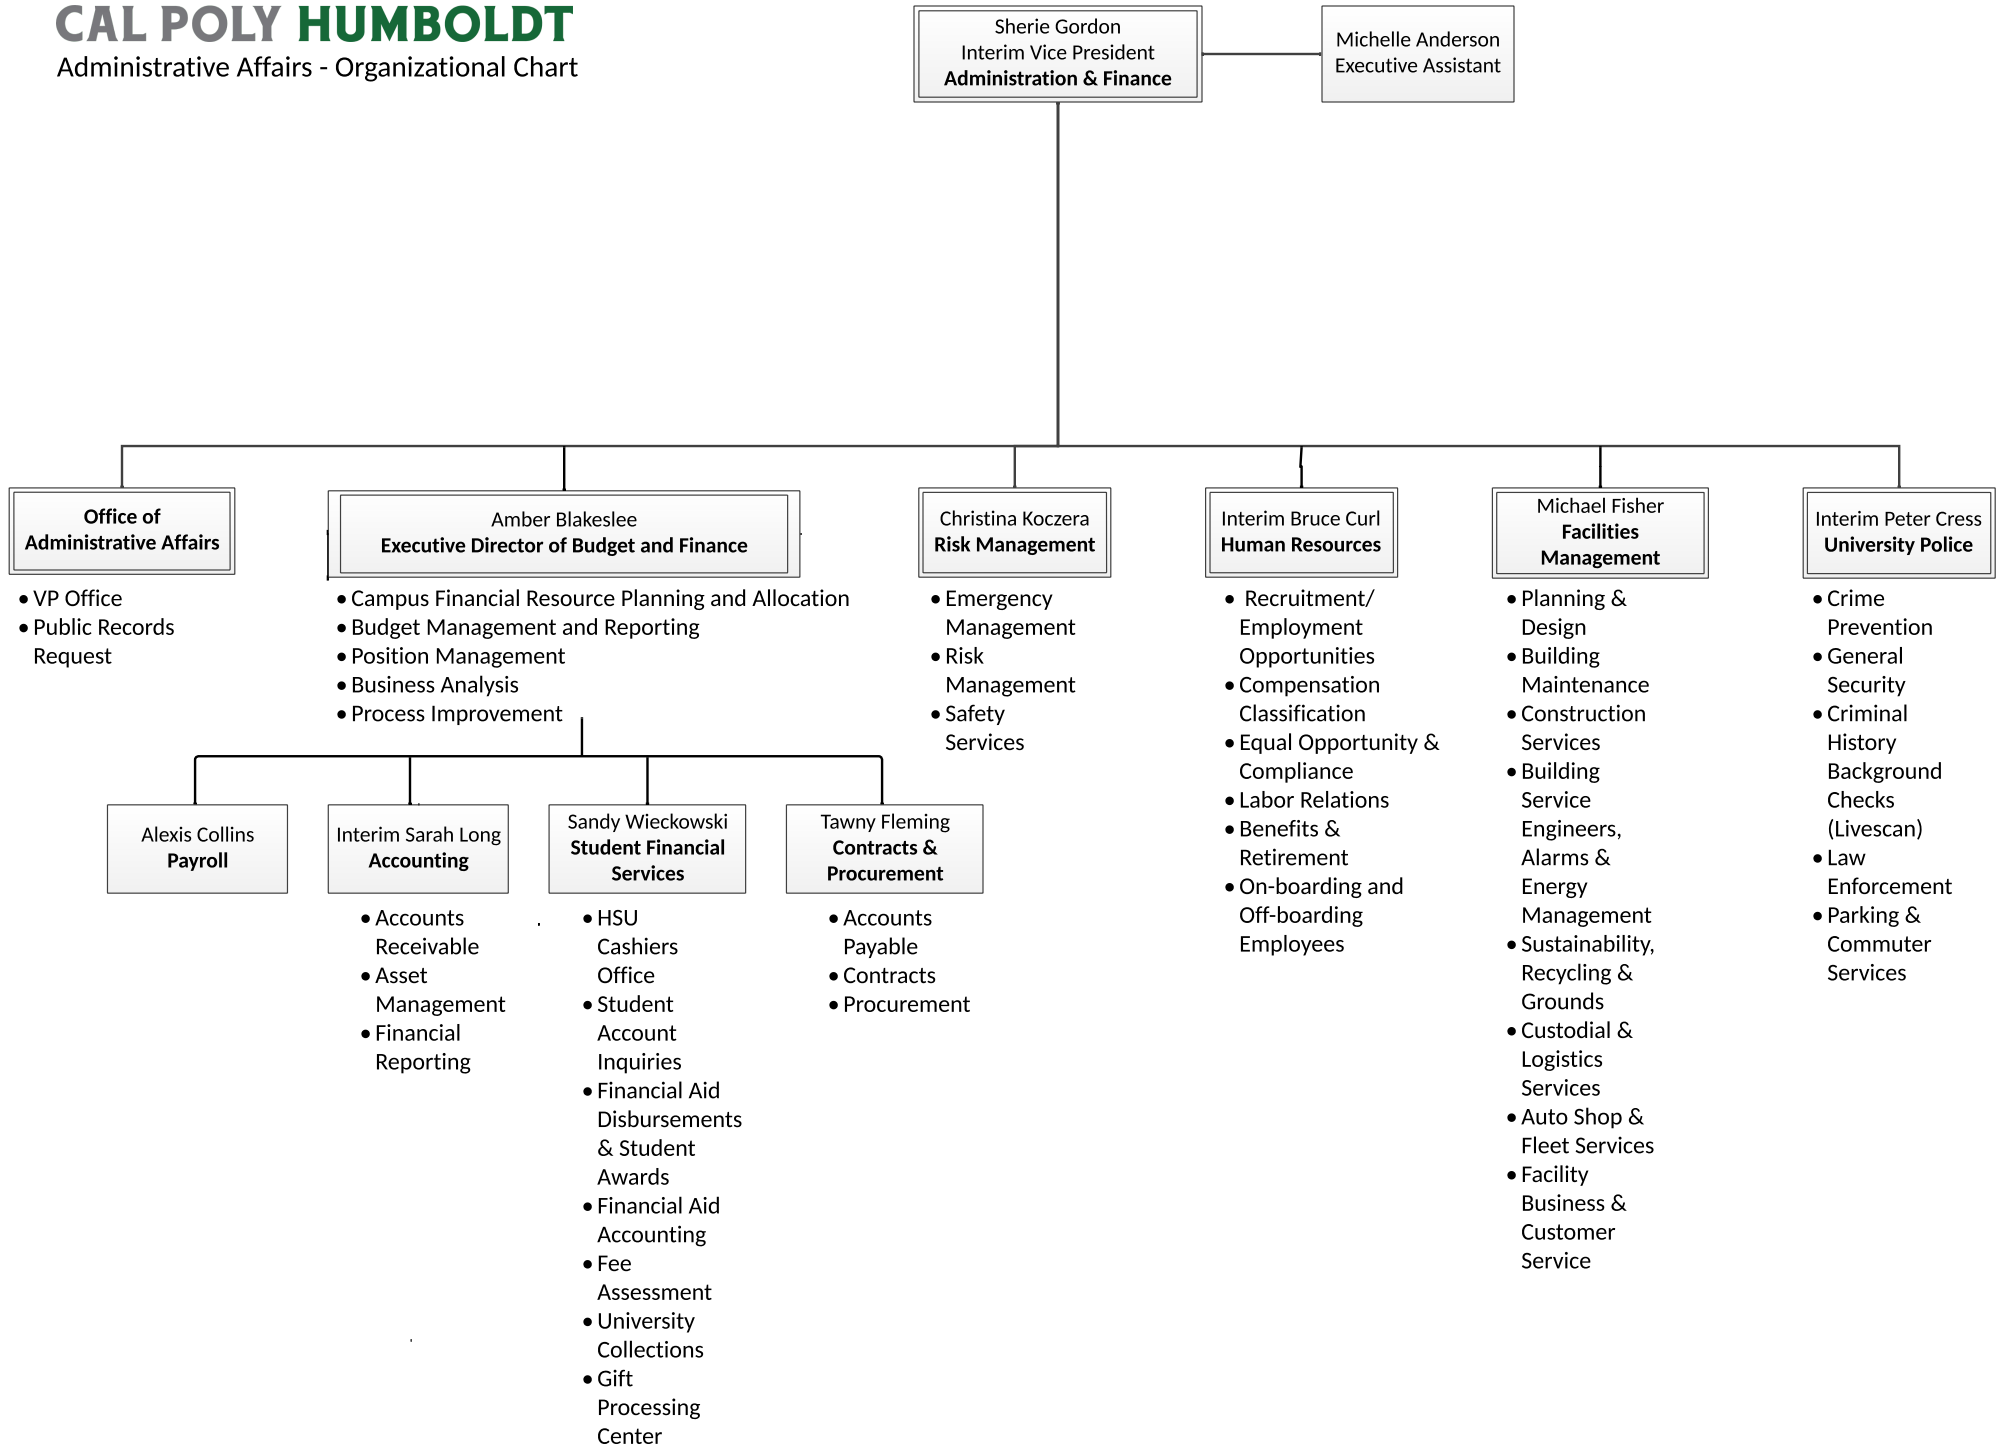 CAL POLY HUMBOLDT
Administrative Affairs - Organizational Chart
Sherie Gordon
Interim Vice President
Administration & Finance
Michelle Anderson
Executive Assistant
Office of
Administrative Affairs
• VP Office
• Public Records
Request
Amber Blakeslee
Executive Director of Budget and Finance
• Campus Financial Resource Planning and Allocation
• Budget Management and Reporting
• Position Management
• Business Analysis
• Process Improvement
Christina Koczera
Risk Management
• Emergency
Management
• Risk
Management
• Safety
Services
Interim Bruce Curl
Human Resources
• Recruitment/
Employment
Opportunities
• Compensation
Classification
• Equal Opportunity &
Compliance
• Labor Relations
• Benefits &
Retirement
• On-boarding and
Off-boarding
Employees
Michael Fisher
Facilities
Management
• Planning &
Design
• Building
Maintenance
• Construction
Services
• Building
Service
Engineers,
Alarms &
Energy
Management
• Sustainability,
Recycling &
Grounds
• Custodial &
Logistics
Services
• Auto Shop &
Fleet Services
• Facility
Business &
Customer
Service
Interim Peter Cress
University Police
• Crime
Prevention
• General
Security
• Criminal
History
Background
Checks
(Livescan)
• Law
Enforcement
• Parking &
Commuter
Services
Alexis Collins
Payroll
Interim Sarah Long
Accounting
• Accounts
Receivable
• Asset
Management
• Financial
Reporting
Sandy Wieckowski
Student Financial
Services
• HSU
Cashiers
Office
• Student
Account
Inquiries
• Financial Aid
Disbursements
& Student
Awards
• Financial Aid
Accounting
• Fee
Assessment
• University
Collections
• Gift
Processing
Center
Tawny Fleming
Contracts &
Procurement
• Accounts
Payable
• Contracts
• Procurement